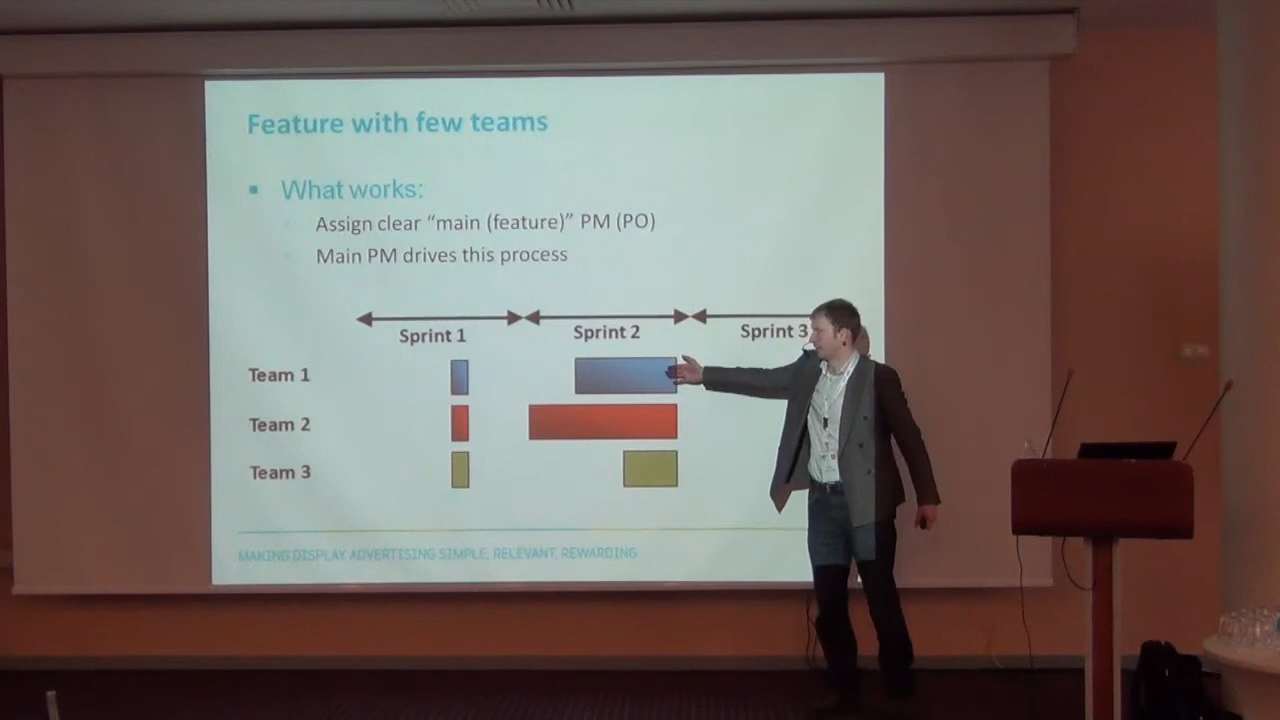 Feature with few teams
What works:
Assign clear “main (feature)” PM (PO)
Main PM drives this process
Sprint 1 Sprint 2 Sprint 3
Team 1
Team 2
Team 3
MAKING DISPLAY ADVERTISING SIMPLE, RELEVANT, REWARDING